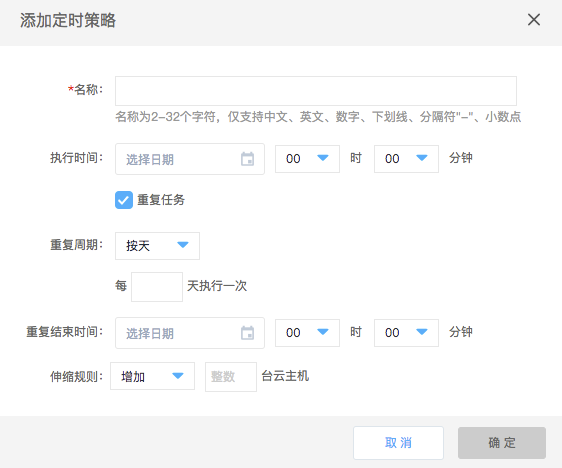 添加定时策略
*名称：
名称为2-32个字符，仅支持中文、英文、数字、下划线、分隔符"-"、小数点
执行时间： 选择日期 00 时 00 分钟
重复任务
重复周期： 按天
每 天执行一次
重复结束时间： 选择日期 00 时 00 分钟
伸缩规则： 增加 整数 台云主机
取 消 确 定